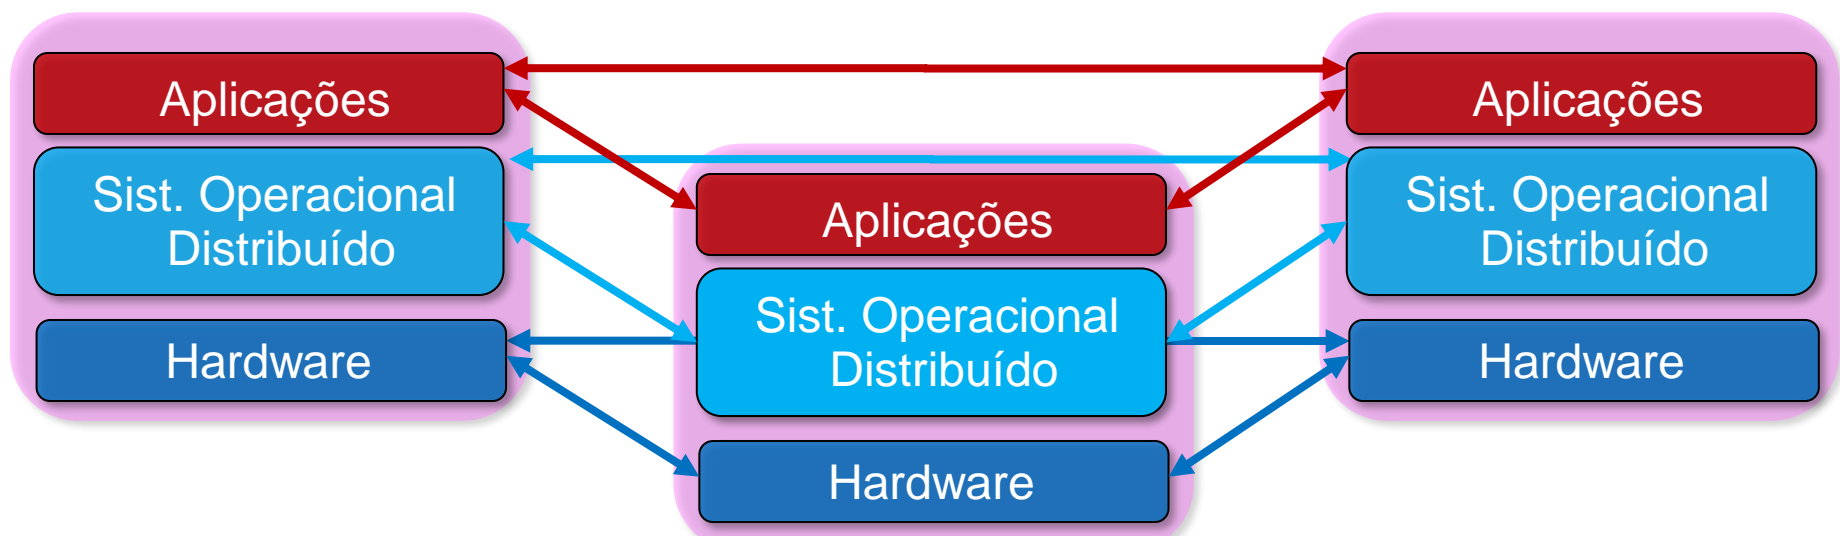 Aplicações
Sist. Operacional
Distribuído
Hardware
Aplicações
Sist. Operacional
Distribuído
Hardware
Aplicações
Sist. Operacional
Distribuído
Hardware